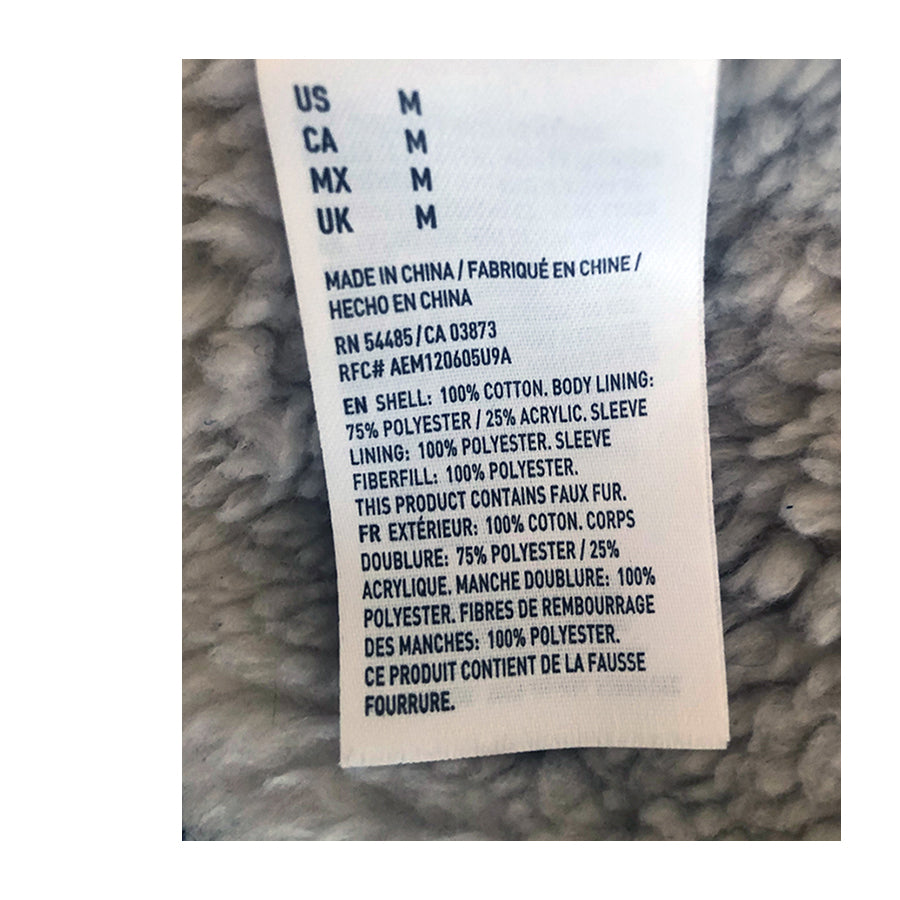 US M
CA M
MX M
UK M
MADE IN CHINA / FABRIQUÉ EN CHINE /
HECHO EN CHINA
RN 54485 / CA 03873
RFC# AEM120605U9A
EN SHELL: 100% COTTON. BODY LINING:
75% POLYESTER / 25% ACRYLIC. SLEEVE
LINING: 100% POLYESTER. SLEEVE
FIBERFILL: 100% POLYESTER.
THIS PRODUCT CONTAINS FAUX FUR.
FR EXTÉRIEUR: 100% COTON. CORPS
DOUBLURE: 75% POLYESTER / 25%
ACRYLIQUE. MANCHE DOUBLURE: 100%
POLYESTER. FIBRES DE REMBOURRAGE
DES MANCHES: 100% POLYESTER.
CE PRODUIT CONTIENT DE LA FAUSSE
FOURRURE.